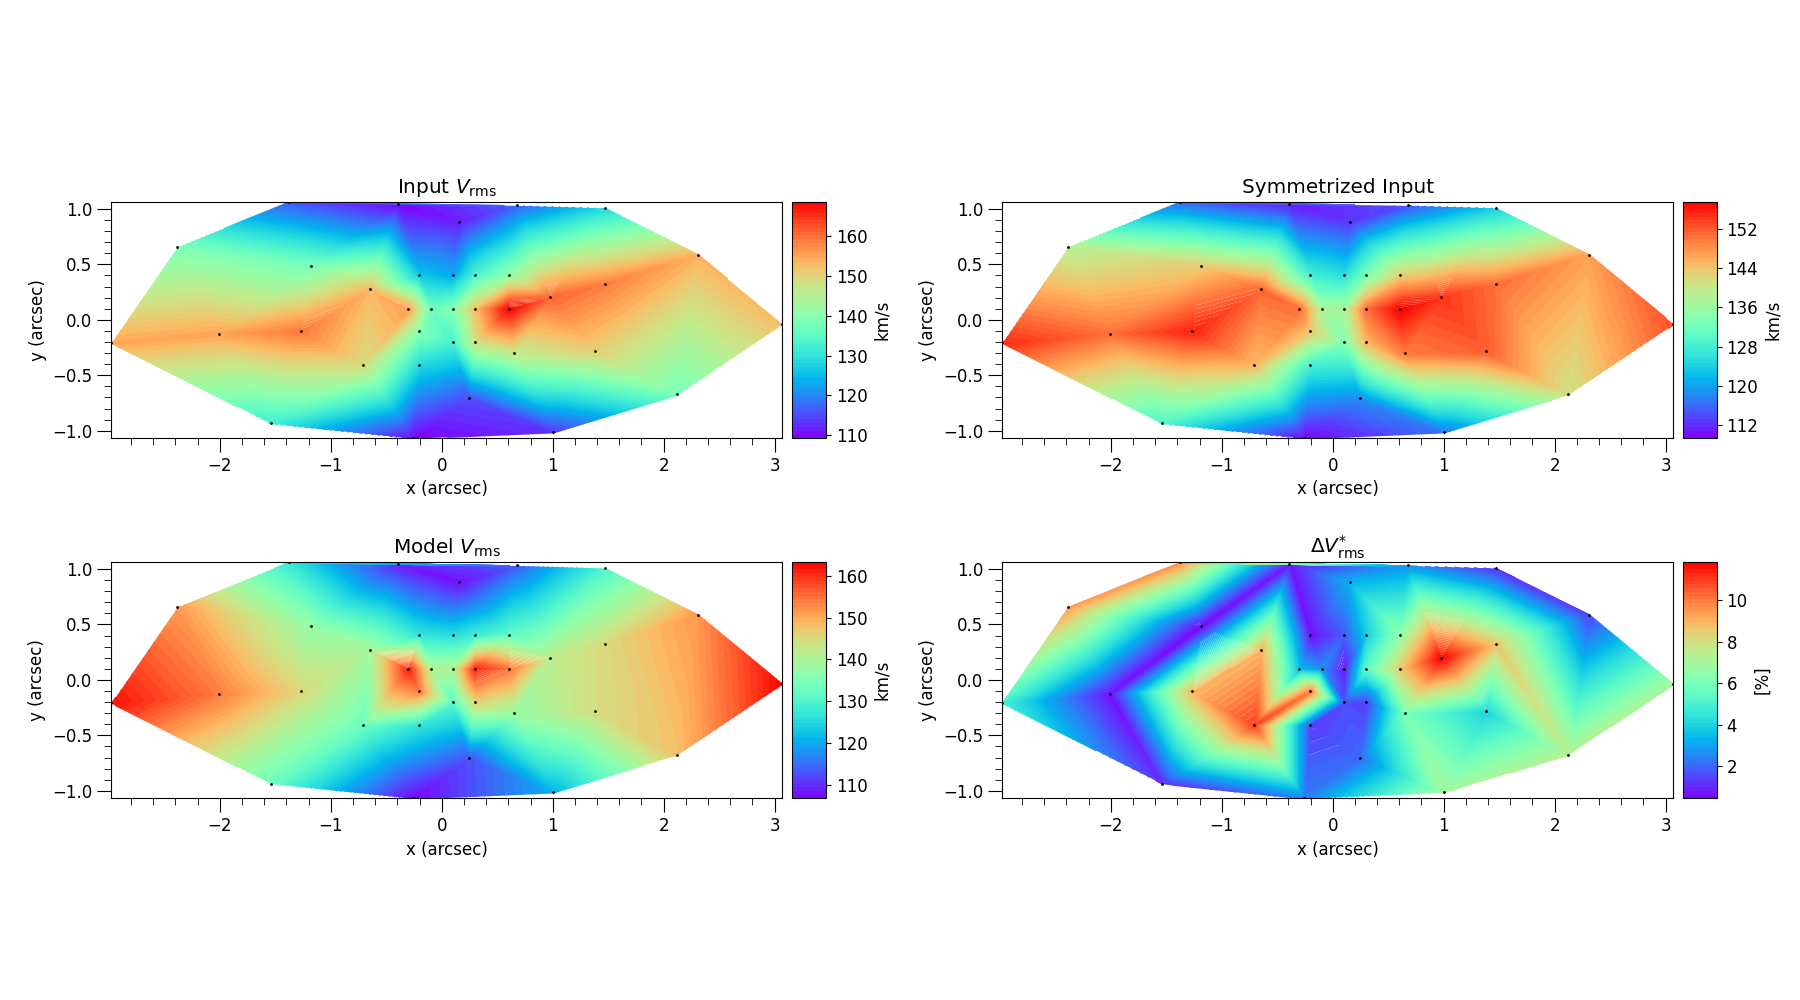 Input V_rms
Symmetrized Input
1.0
0.5
0.0
−0.5
−1.0
y (arcsec)
−2 −1 0 1 2 3
x (arcsec)
160
150
140
130
120
110
km/s
1.0
0.5
0.0
−0.5
−1.0
y (arcsec)
−2 −1 0 1 2 3
x (arcsec)
152
144
136
128
120
112
km/s
Model V_rms
ΔV*_rms
1.0
0.5
0.0
−0.5
−1.0
y (arcsec)
−2 −1 0 1 2 3
x (arcsec)
160
150
140
130
120
110
km/s
1.0
0.5
0.0
−0.5
−1.0
y (arcsec)
−2 −1 0 1 2 3
x (arcsec)
10
8
6
4
2
[%]